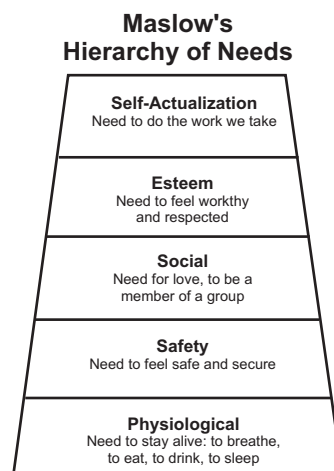 Maslow's
Hierarchy of Needs
Self-Actualization
Need to do the work we take
Esteem
Need to feel workthy
and respected
Social
Need for love, to be a
member of a group
Safety
Need to feel safe and secure
Physiological
Need to stay alive: to breathe,
to eat, to drink, to sleep